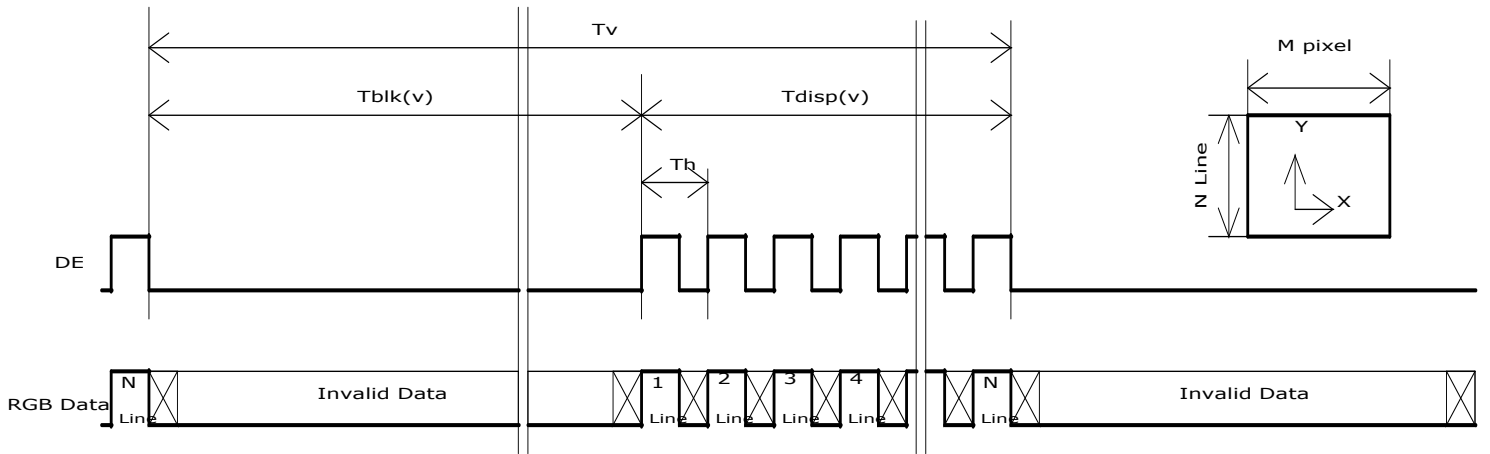 Tv
M pixel
Tblk(v)
Tdisp(v)
Y
Th
N Line
X
DE
N
1
2
3
4
N
Invalid Data
Invalid Data
RGB Data
Line
Line
Line
Line
Line
Line